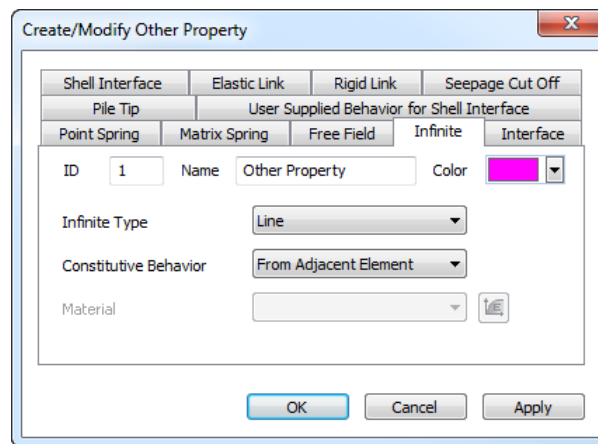 Create/Modify Other Property
Shell Interface Elastic Link Rigid Link Seepage Cut Off
Pile Tip User Supplied Behavior for Shell Interface
Point Spring Matrix Spring Free Field Infinite Interface
ID 1 Name Other Property Color
Infinite Type Line
Constitutive Behavior From Adjacent Element
Material
OK Cancel Apply